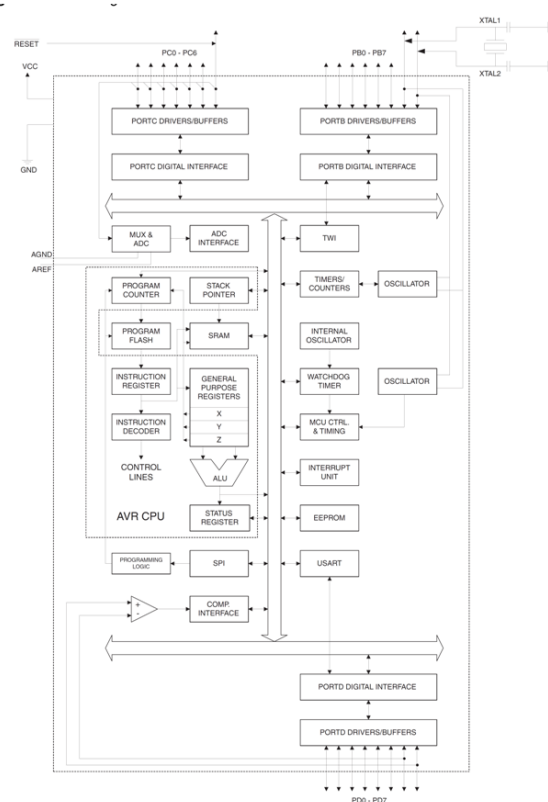 XTAL1
RESET
PC0 - PC6
PB0 - PB7
VCC
XTAL2
PORTC DRIVERS/BUFFERS
PORTB DRIVERS/BUFFERS
GND
PORTC DIGITAL INTERFACE
PORTB DIGITAL INTERFACE
MUX &
ADC
ADC
INTERFACE
TWI
AGND
AREF
PROGRAM
COUNTER
STACK
POINTER
TIMERS/
COUNTERS
OSCILLATOR
PROGRAM
FLASH
SRAM
INTERNAL
OSCILLATOR
INSTRUCTION
REGISTER
GENERAL
PURPOSE
REGISTERS
WATCHDOG
TIMER
OSCILLATOR
X
Y
Z
INSTRUCTION
DECODER
MCU CTRL.
& TIMING
CONTROL
LINES
ALU
INTERRUPT
UNIT
AVR CPU
STATUS
REGISTER
EEPROM
PROGRAMMING
LOGIC
SPI
USART
+
-
COMP.
INTERFACE
PORTD DIGITAL INTERFACE
PORTD DRIVERS/BUFFERS
PD0 - PD7